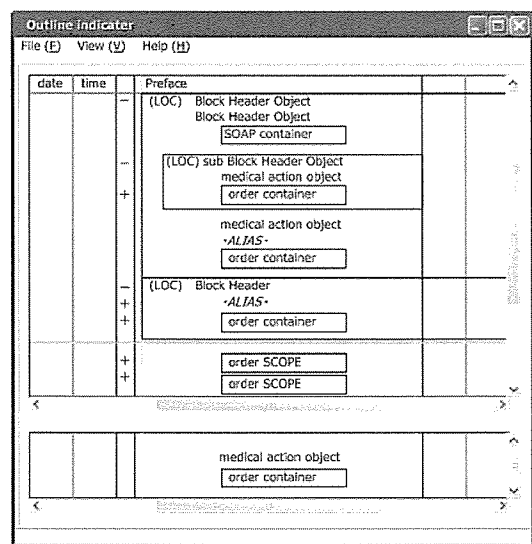 Outline indicater
File (F) View (V) Help (H)
date time Preface
− (LOC) Block Header Object
Block Header Object
SOAP container
− (LOC) sub Block Header Object
medical action object
+ order container
medical action object
·ALIAS·
order container
− (LOC) Block Header
+ ·ALIAS·
+ order container
+ order SCOPE
+ order SCOPE
medical action object
order container